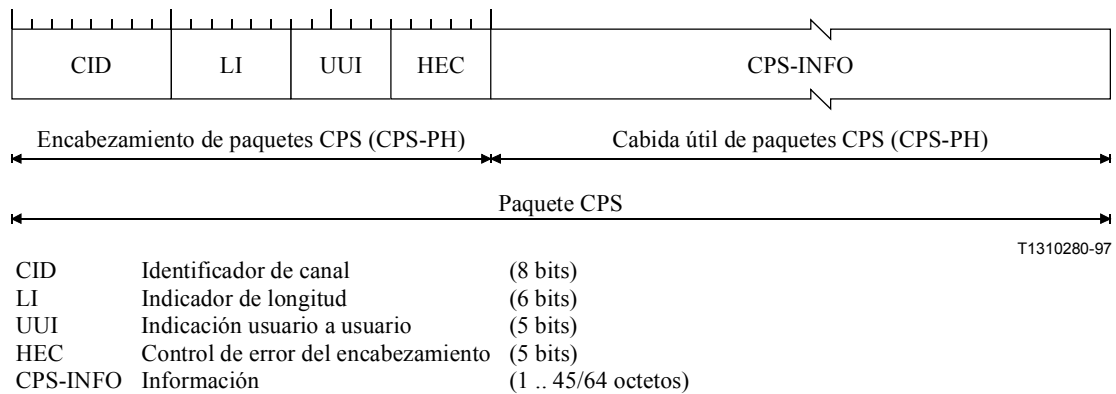 CID LI UUI HEC CPS-INFO
Encabezamiento de paquetes CPS (CPS-PH) Cabida útil de paquetes CPS (CPS-PH)
Paquete CPS
T1310280-97
CID Identificador de canal (8 bits)
LI Indicador de longitud (6 bits)
UUI Indicación usuario a usuario (5 bits)
HEC Control de error del encabezamiento (5 bits)
CPS-INFO Información (1 .. 45/64 octetos)